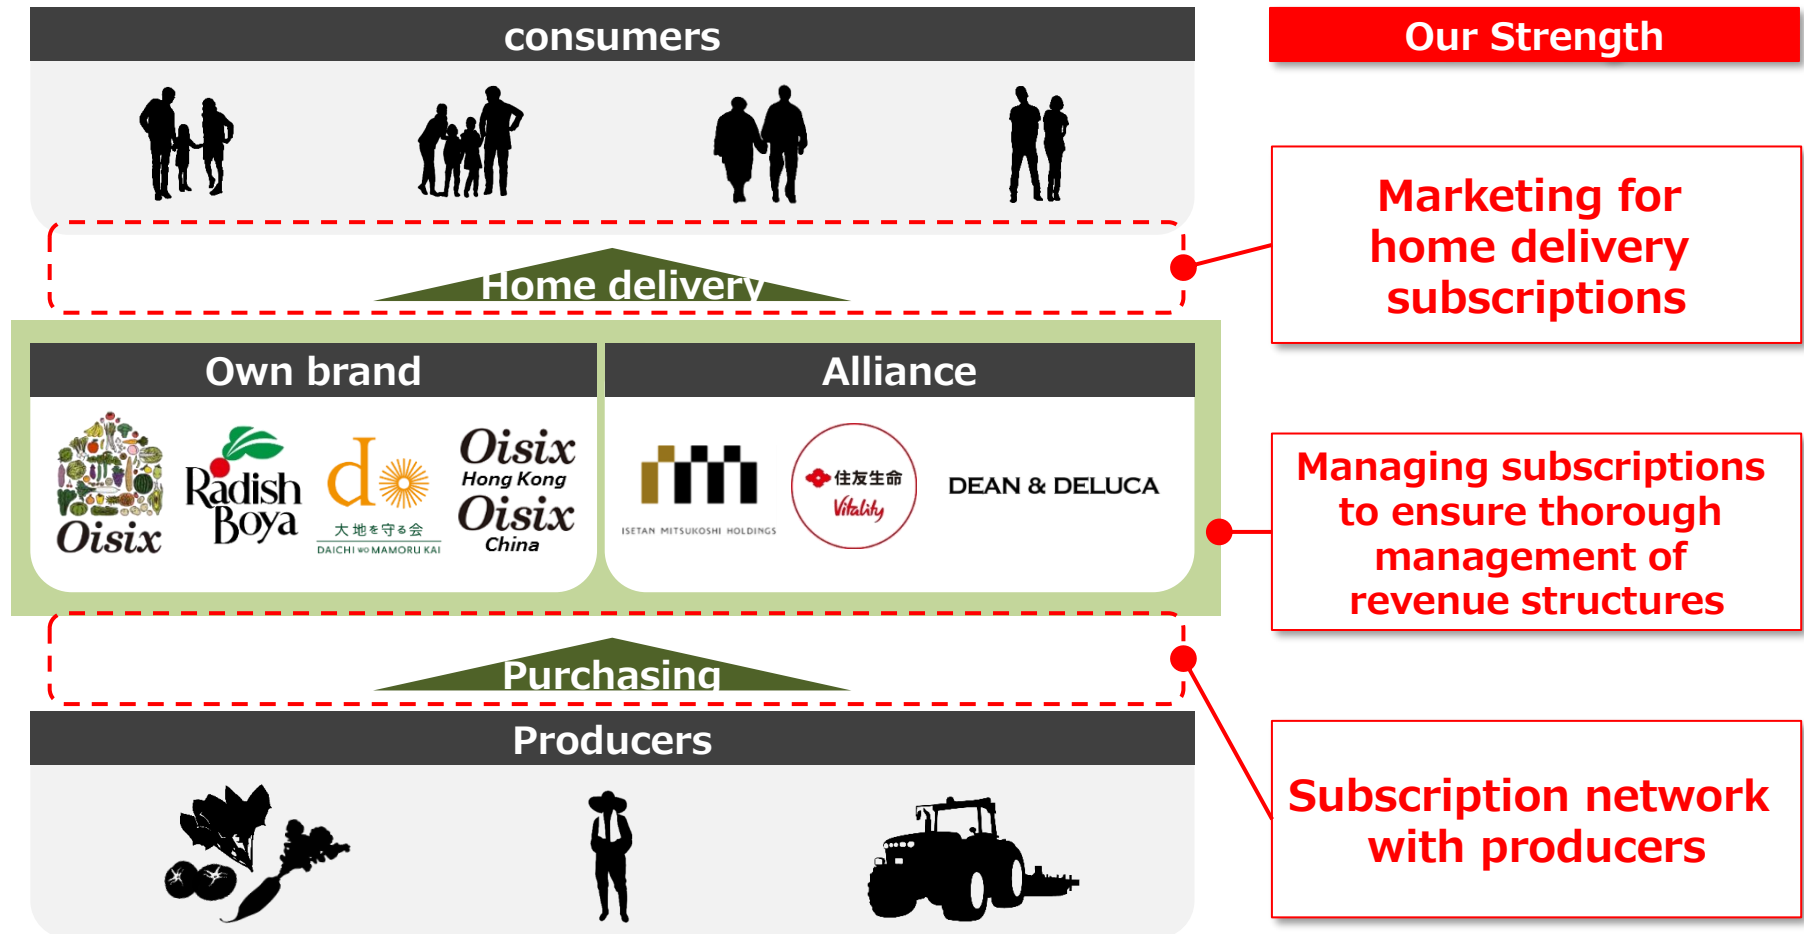 consumers
Our Strength
Marketing for
home delivery
subscriptions
Home delivery
Own brand
Alliance
Oisix
Radish
Boya
d
大地を守る会
DAICHI WO MAMORU KAI
Oisix
Hong Kong
Oisix
China
ISETAN MITSUKOSHI HOLDINGS
住友生命
Vitality
DEAN & DELUCA
Managing subscriptions
to ensure thorough
management of
revenue structures
Purchasing
Producers
Subscription network
with producers